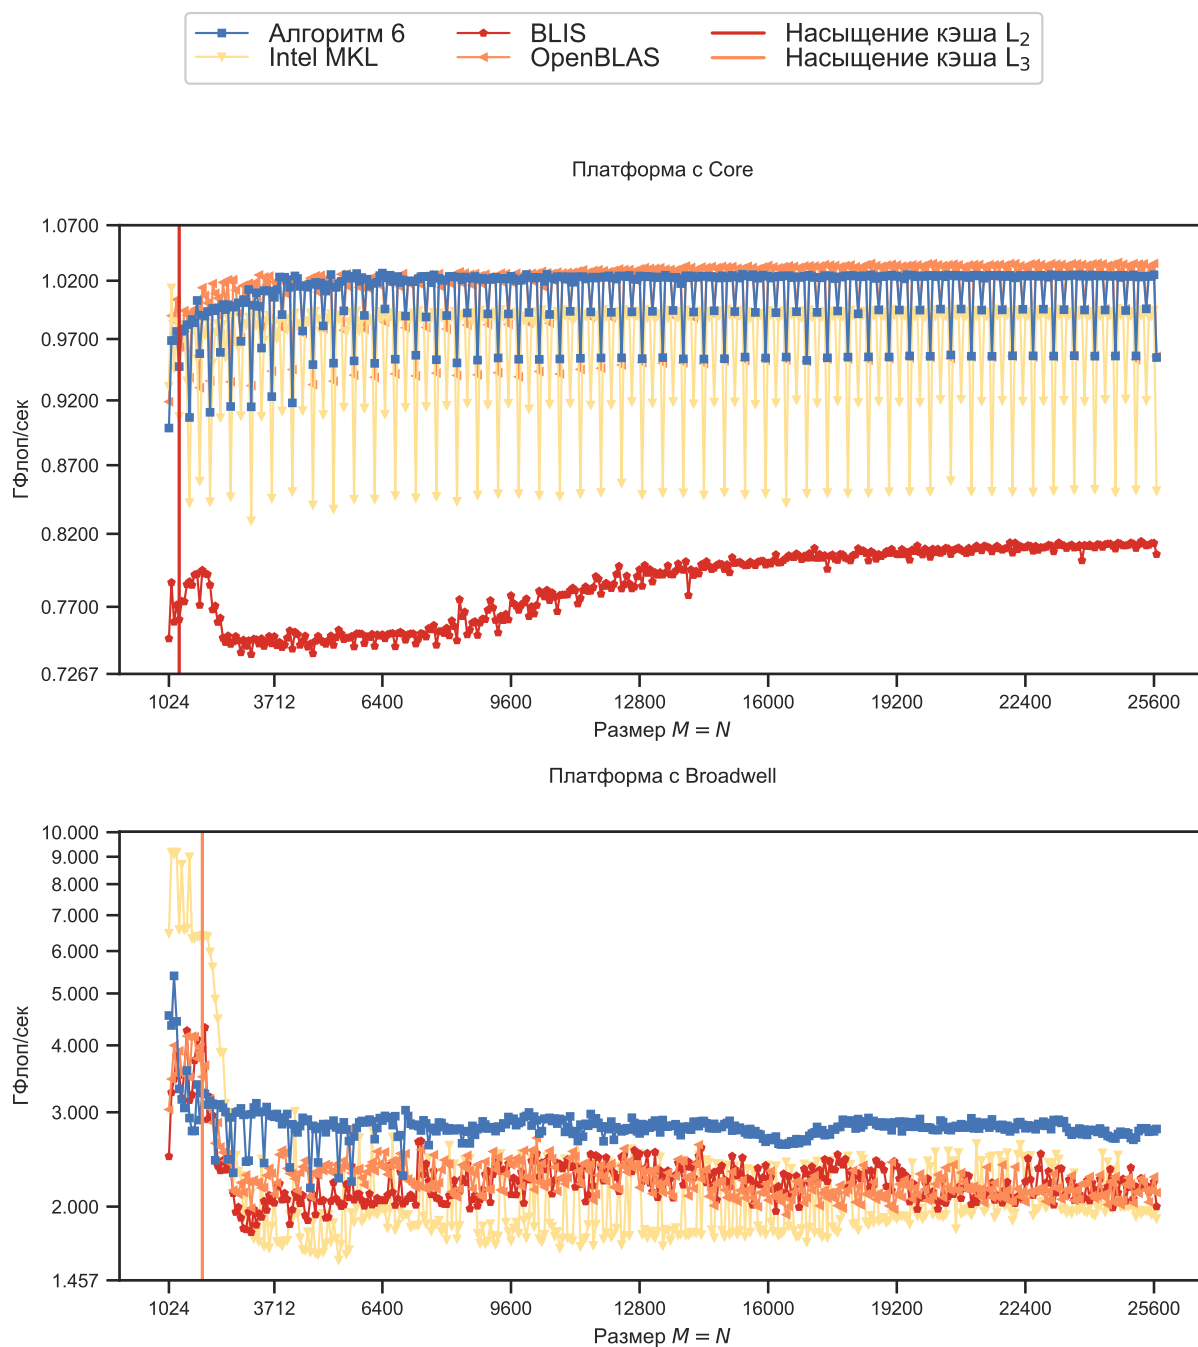 Алгоритм 6 BLIS Насыщение кэша L₂
Intel MKL OpenBLAS Насыщение кэша L₃
Платформа с Core
1.0700
1.0200
0.9700
0.9200
0.8700
0.8200
0.7700
0.7267
ГФлоп/сек
1024 3712 6400 9600 12800 16000 19200 22400 25600
Размер M = N
Платформа с Broadwell
10.000
9.000
8.000
7.000
6.000
5.000
4.000
3.000
2.000
1.457
ГФлоп/сек
1024 3712 6400 9600 12800 16000 19200 22400 25600
Размер M = N